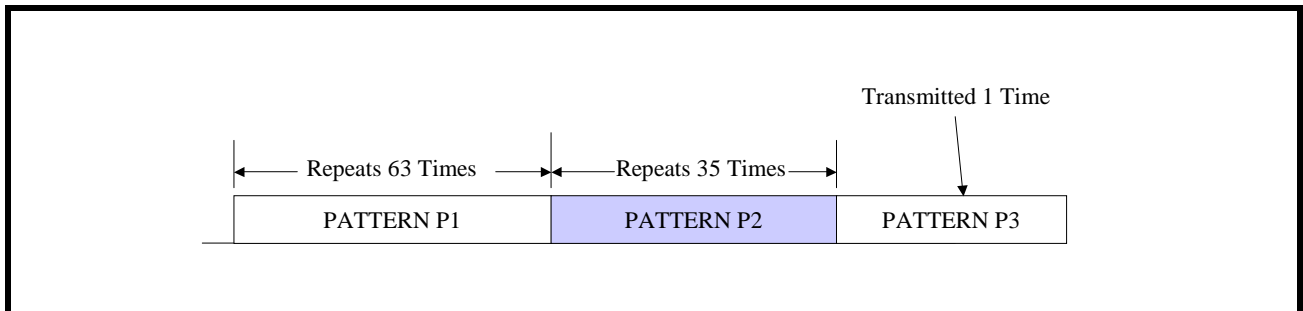 Transmitted 1 Time
Repeats 63 Times
Repeats 35 Times
PATTERN P1
PATTERN P2
PATTERN P3